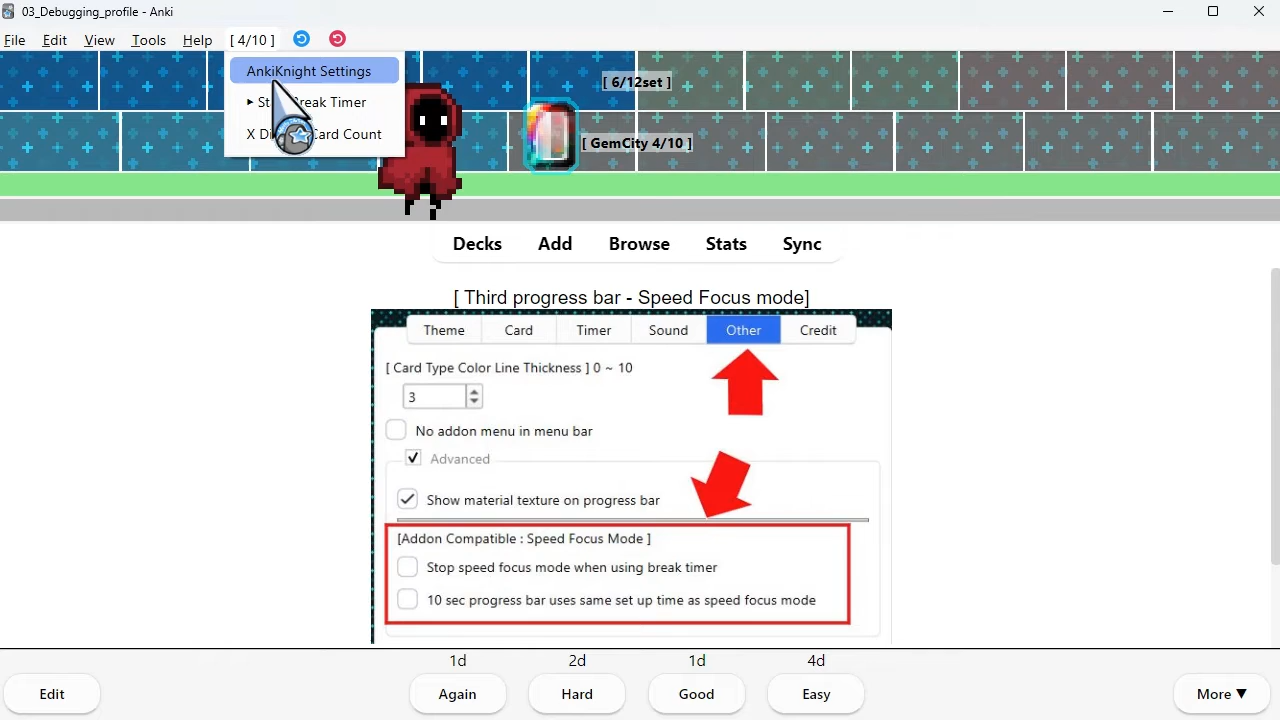 03_Debugging_profile - Anki
File Edit View Tools Help [ 4/10 ]
AnkiKnight Settings
Break Timer
X Card Count
[ 6/12set ]
[ GemCity 4/10 ]
Decks Add Browse Stats Sync
[ Third progress bar - Speed Focus mode]
Theme Card Timer Sound Other Credit
[ Card Type Color Line Thickness ] 0 ~ 10
3
No addon menu in menu bar
Advanced
Show material texture on progress bar
[Addon Compatible : Speed Focus Mode ]
Stop speed focus mode when using break timer
10 sec progress bar uses same set up time as speed focus mode
1d 2d 1d 4d
Edit Again Hard Good Easy More ▼